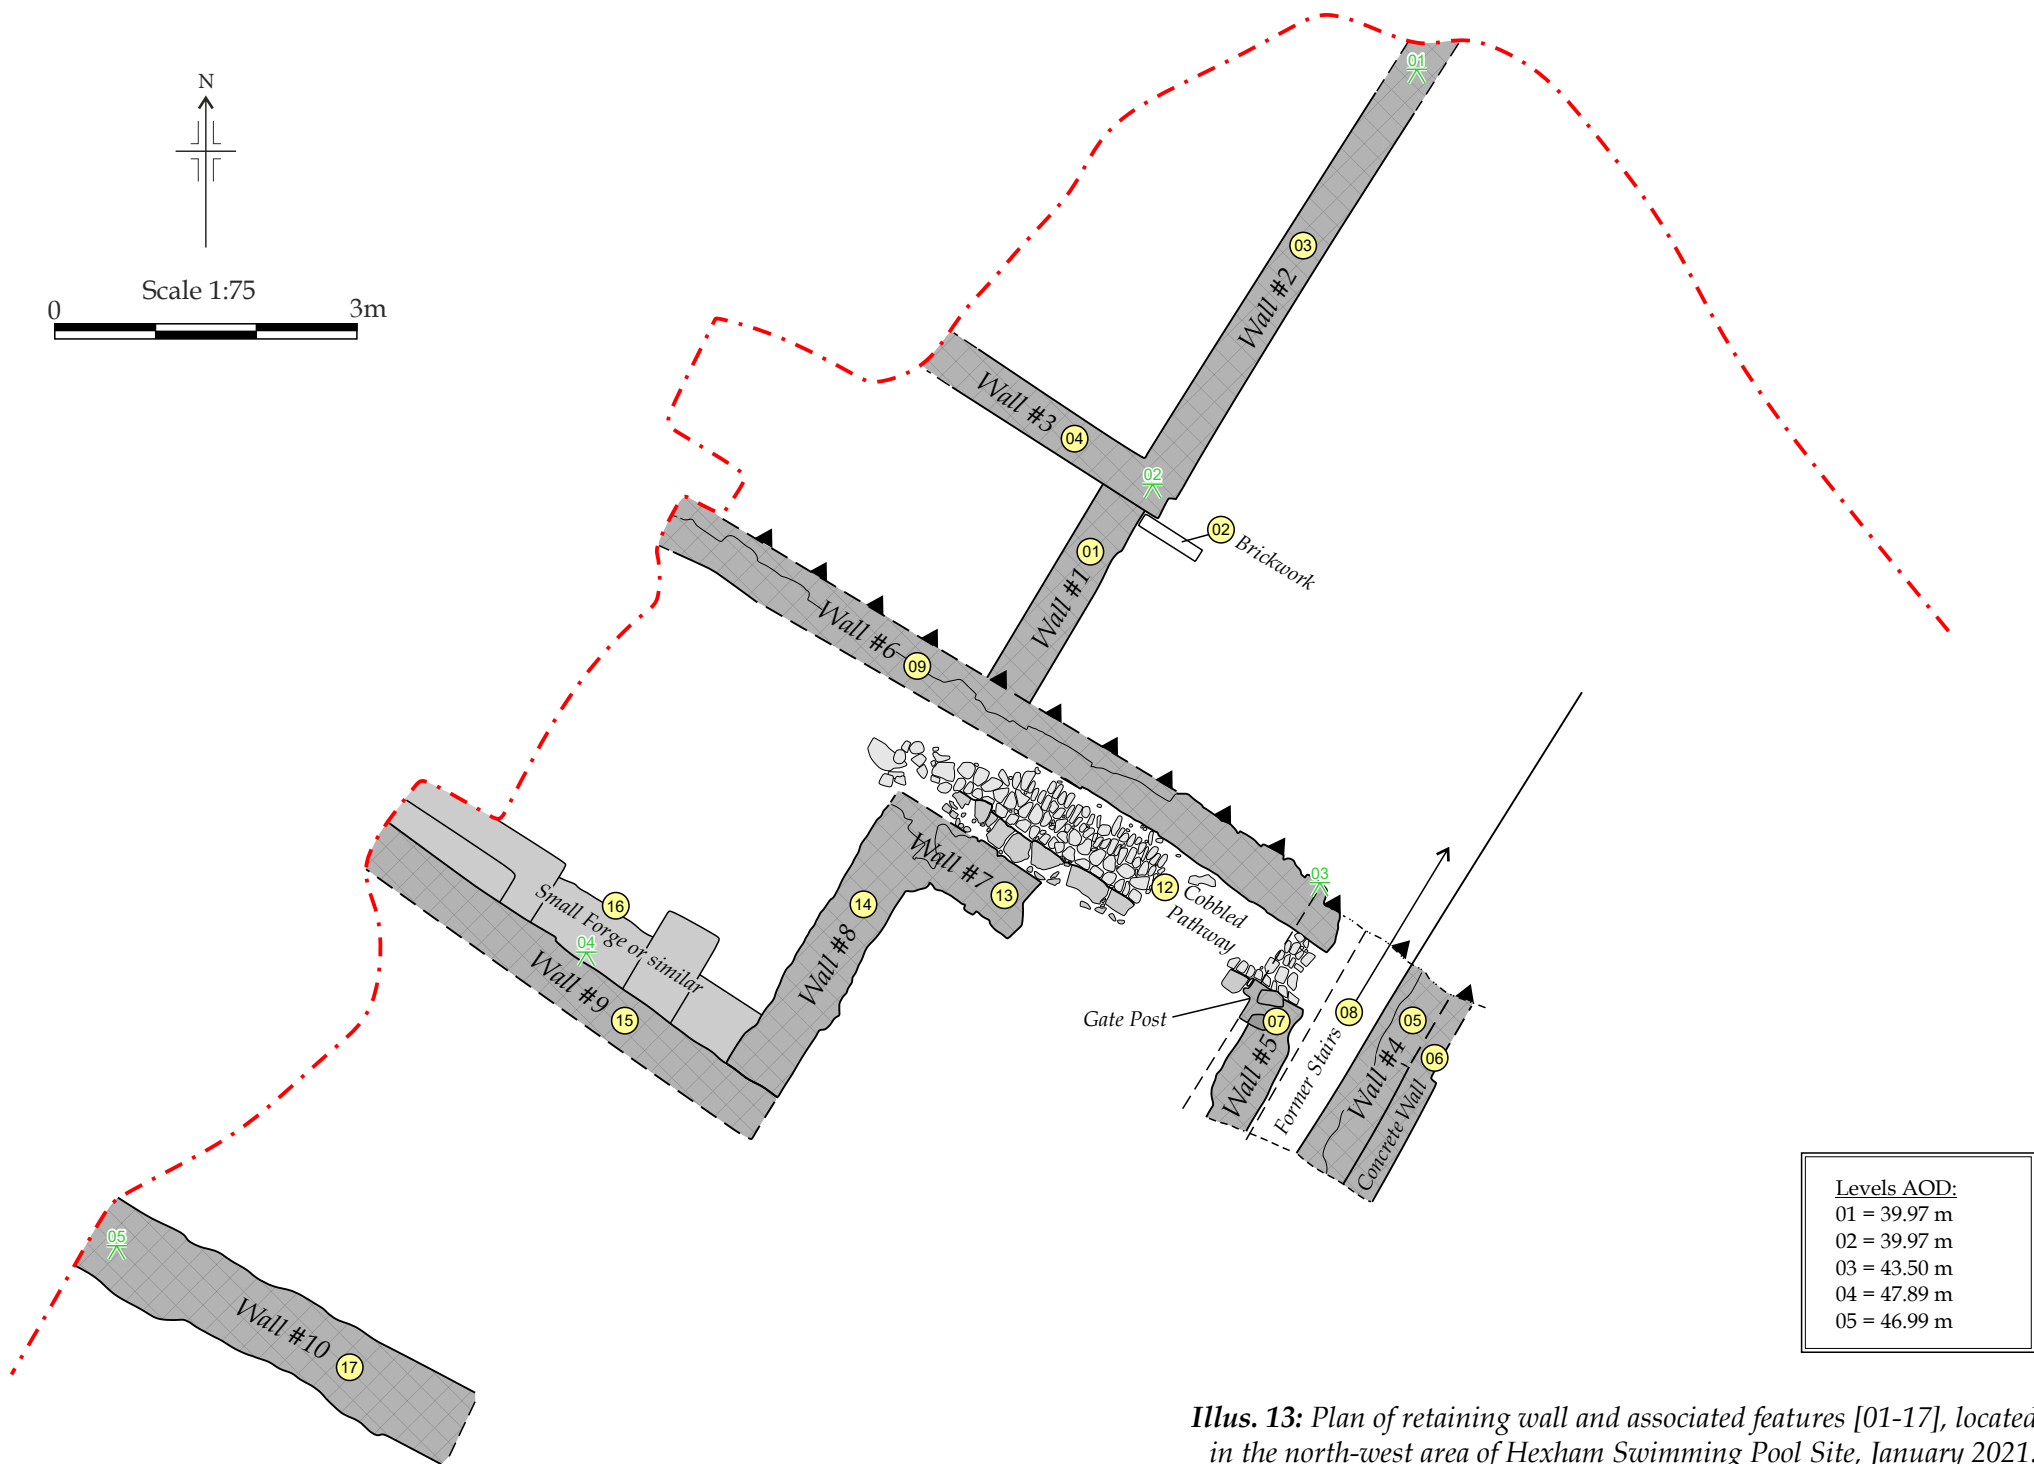 N
Scale 1:75
0 3m
01
03
Wall #2
Wall #3
04
02
02
Brickwork
01
Wall #1
Wall #6
09
03
12
Cobbled
Pathway
Wall #7
13
14
Wall #8
16
Small Forge or similar
04
Wall #9
15
Gate Post
07
Wall #5
08
Former Stairs
05
Wall #4
06
Concrete Wall
05
Wall #10
17
Levels AOD:
01 = 39.97 m
02 = 39.97 m
03 = 43.50 m
04 = 47.89 m
05 = 46.99 m
Illus. 13: Plan of retaining wall and associated features [01-17], located
in the north-west area of Hexham Swimming Pool Site, January 2021.